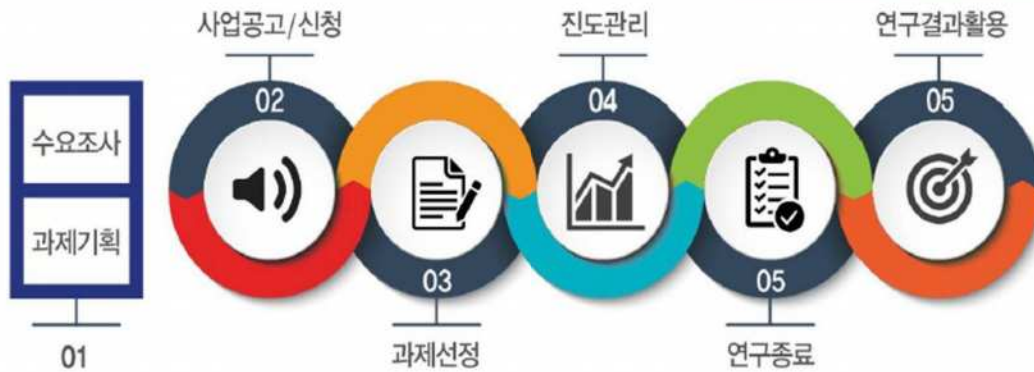 수요조사
과제기획
01
사업공고/신청
02
03
과제선정
진도관리
04
05
연구종료
연구결과활용
05